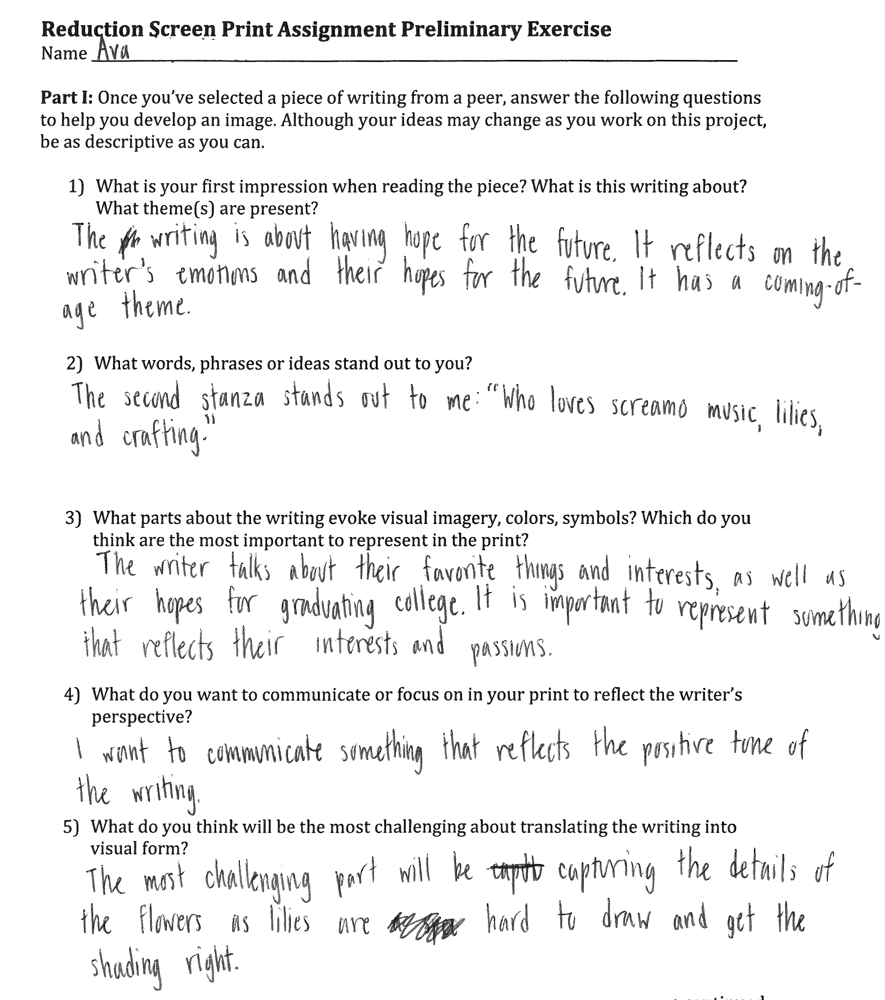 Reduction Screen Print Assignment Preliminary Exercise
Name Ava
Part I: Once you've selected a piece of writing from a peer, answer the following questions
to help you develop an image. Although your ideas may change as you work on this project,
be as descriptive as you can.
1) What is your first impression when reading the piece? What is this writing about?
What theme(s) are present?
The writing is about having hope for the future. It reflects on the
writer's emotions and their hopes for the future. It has a coming-of-
age theme.
2) What words, phrases or ideas stand out to you?
The second stanza stands out to me: "Who loves screamo music, lilies,
and crafting."
3) What parts about the writing evoke visual imagery, colors, symbols? Which do you
think are the most important to represent in the print?
The writer talks about their favorite things and interests, as well as
their hopes for graduating college. It is important to represent something
that reflects their interests and passions.
4) What do you want to communicate or focus on in your print to reflect the writer's
perspective?
I want to communicate something that reflects the positive tone of
the writing.
5) What do you think will be the most challenging about translating the writing into
visual form?
The most challenging part will be capturing the details of
the flowers as lilies are hard to draw and get the
shading right.